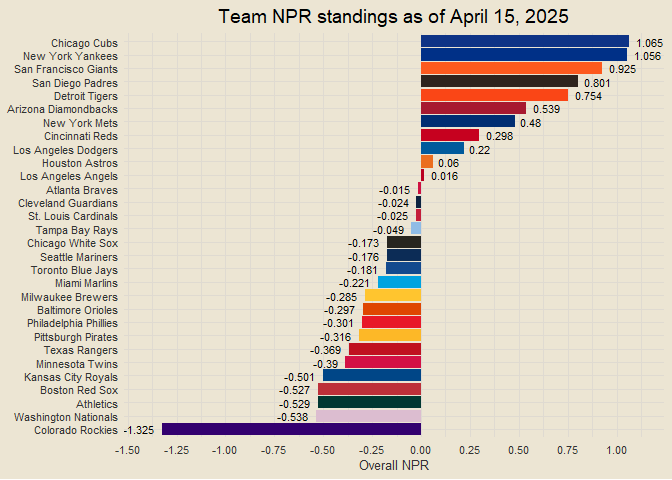 Team NPR standings as of April 15, 2025
Chicago Cubs 1.065
New York Yankees 1.056
San Francisco Giants 0.925
San Diego Padres 0.801
Detroit Tigers 0.754
Arizona Diamondbacks 0.539
New York Mets 0.48
Cincinnati Reds 0.298
Los Angeles Dodgers 0.22
Houston Astros 0.06
Los Angeles Angels 0.016
Atlanta Braves -0.015
Cleveland Guardians -0.024
St. Louis Cardinals -0.025
Tampa Bay Rays -0.049
Chicago White Sox -0.173
Seattle Mariners -0.176
Toronto Blue Jays -0.181
Miami Marlins -0.221
Milwaukee Brewers -0.285
Baltimore Orioles -0.297
Philadelphia Phillies -0.301
Pittsburgh Pirates -0.316
Texas Rangers -0.369
Minnesota Twins -0.39
Kansas City Royals -0.501
Boston Red Sox -0.527
Athletics -0.529
Washington Nationals -0.538
Colorado Rockies -1.325
-1.50 -1.25 -1.00 -0.75 -0.50 -0.25 0.00 0.25 0.50 0.75 1.00
Overall NPR